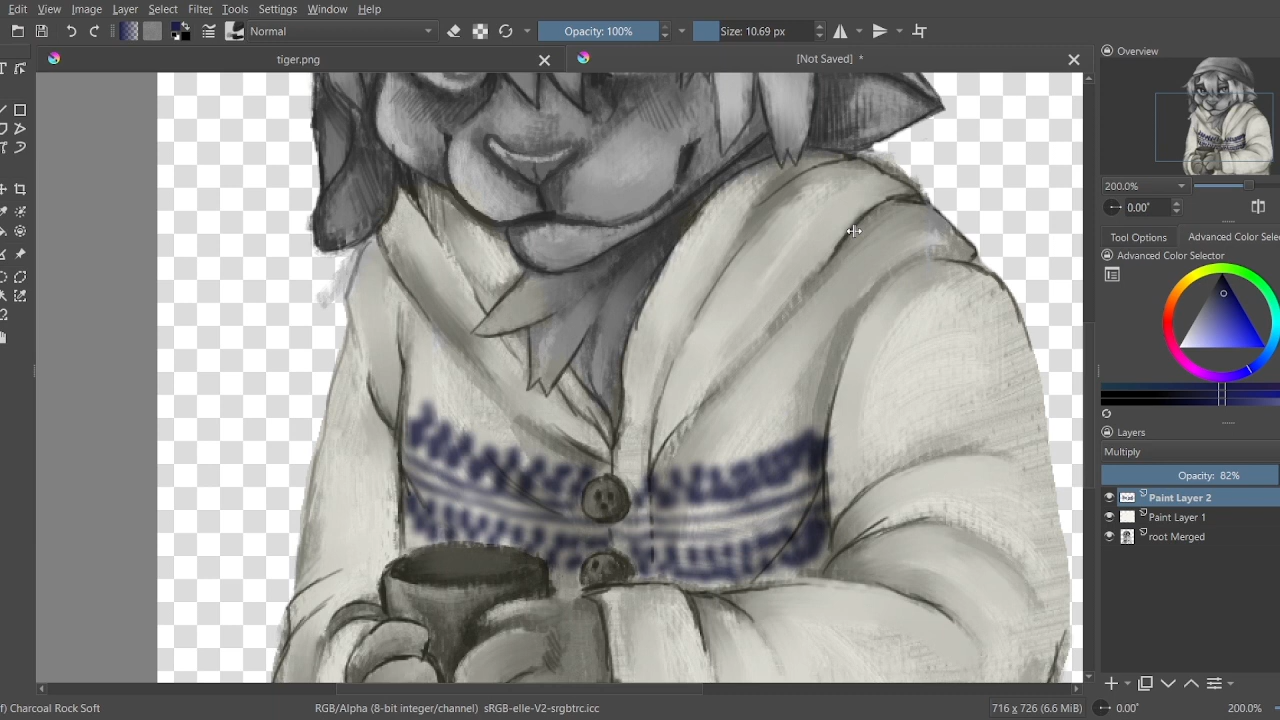 Edit View Image Layer Select Filter Tools Settings Window Help
Normal Opacity: 100% Size: 10.69 px
tiger.png [Not Saved] *
Overview
200.0%
0.00°
Tool Options Advanced Color Sele
Advanced Color Selector
Layers
Multiply
Opacity: 82%
Paint Layer 2
Paint Layer 1
root Merged
f) Charcoal Rock Soft RGB/Alpha (8-bit integer/channel) sRGB-elle-V2-srgbtrc.icc 716 x 726 (6.6 MiB) 0.00° 200.0%